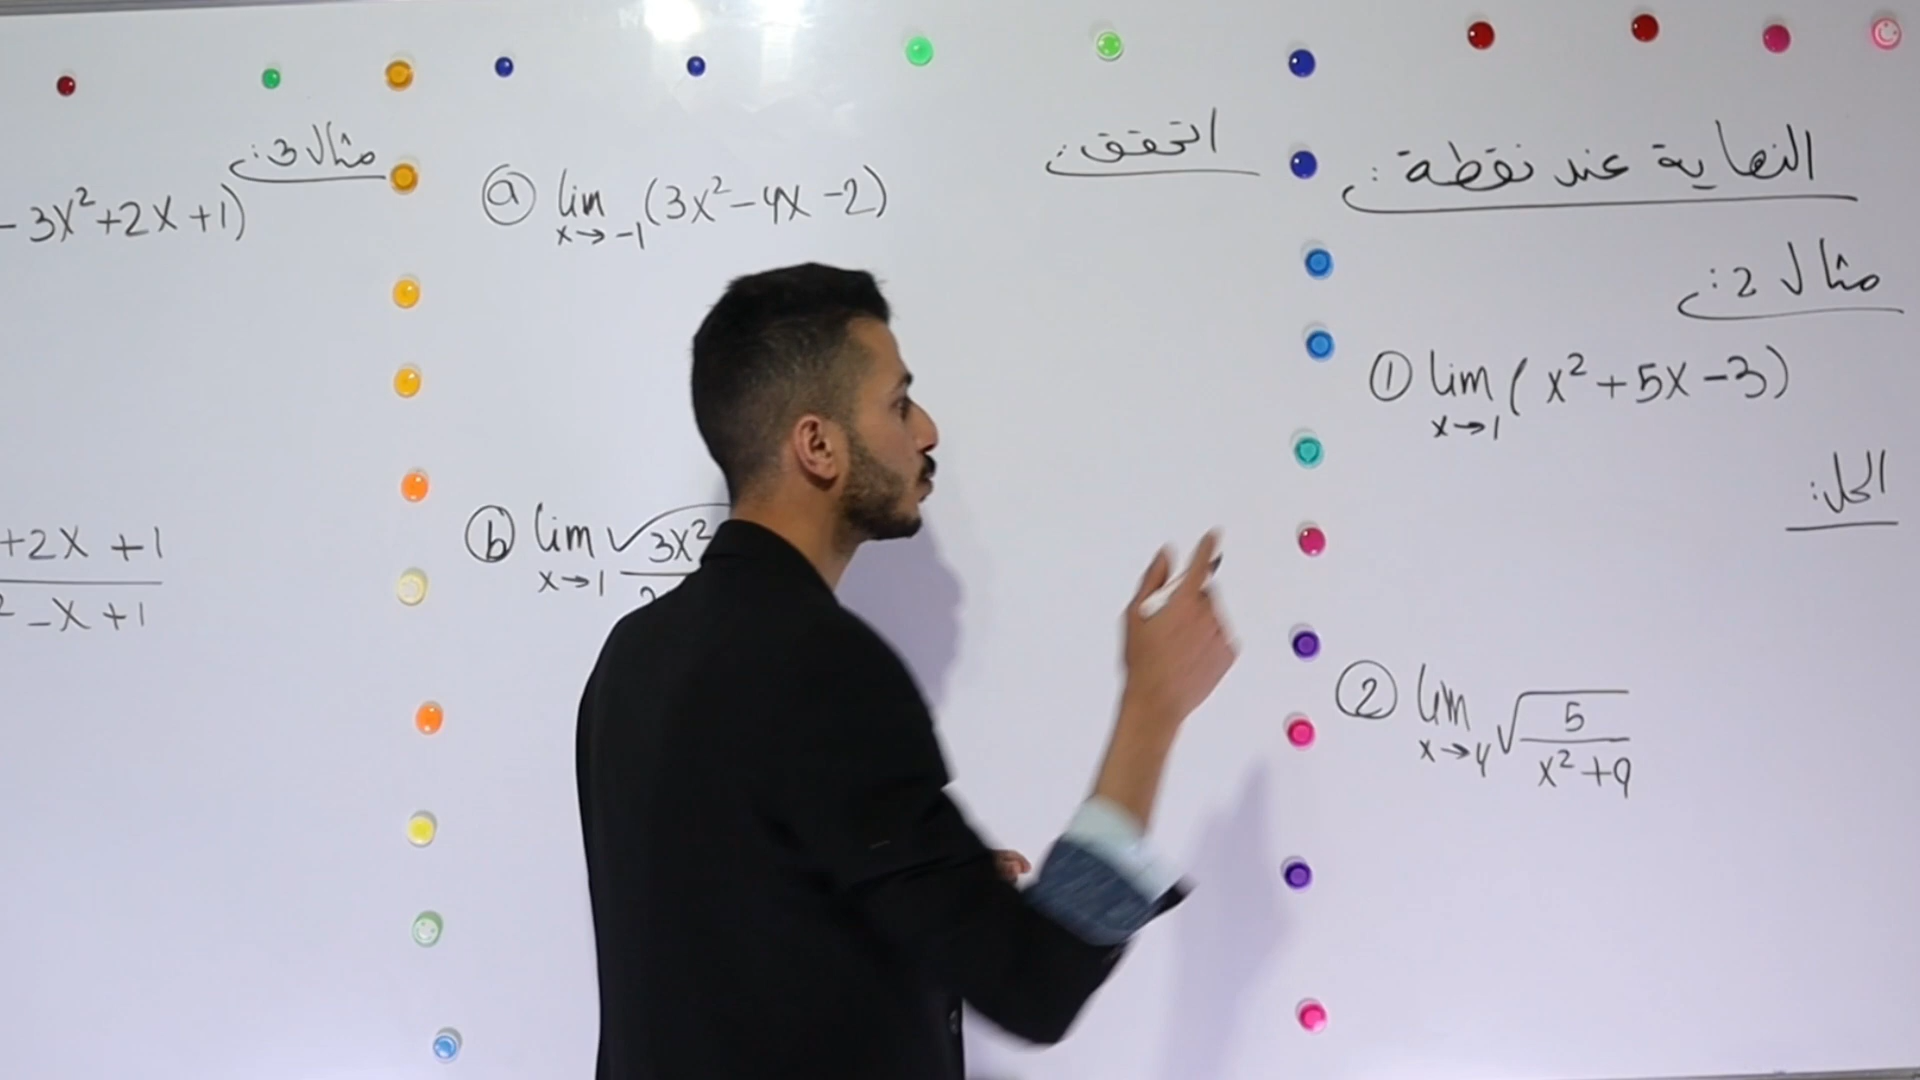 النهاية عند نقطة:
مثال 2:
① lim (x² + 5x - 3)
x→1
الحل:
② lim √(5/(x²+9))
x→4
اتحقق:
ⓐ lim (3x² - 4x - 2)
x→-1
ⓑ lim √3x²
x→1
مثال 3:
- 3x² + 2x + 1)
+2x + 1
² - x + 1